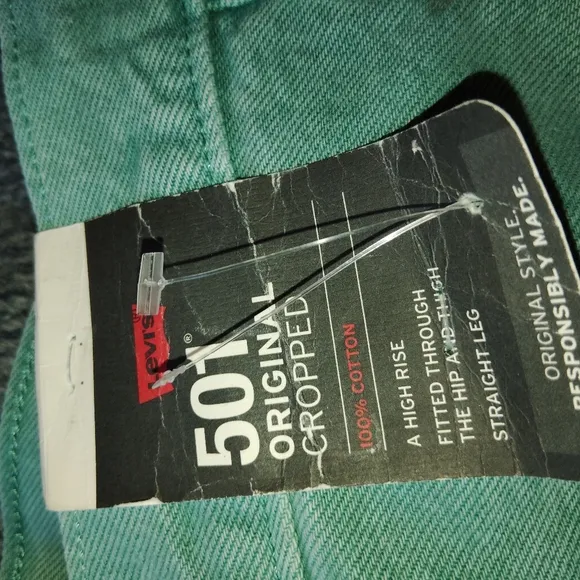 Levi's
501®
ORIGINAL
CROPPED
100% COTTON
A HIGH RISE
FITTED THROUGH
THE HIP AND THIGH
STRAIGHT LEG
ORIGINAL STYLE.
RESPONSIBLY MADE.